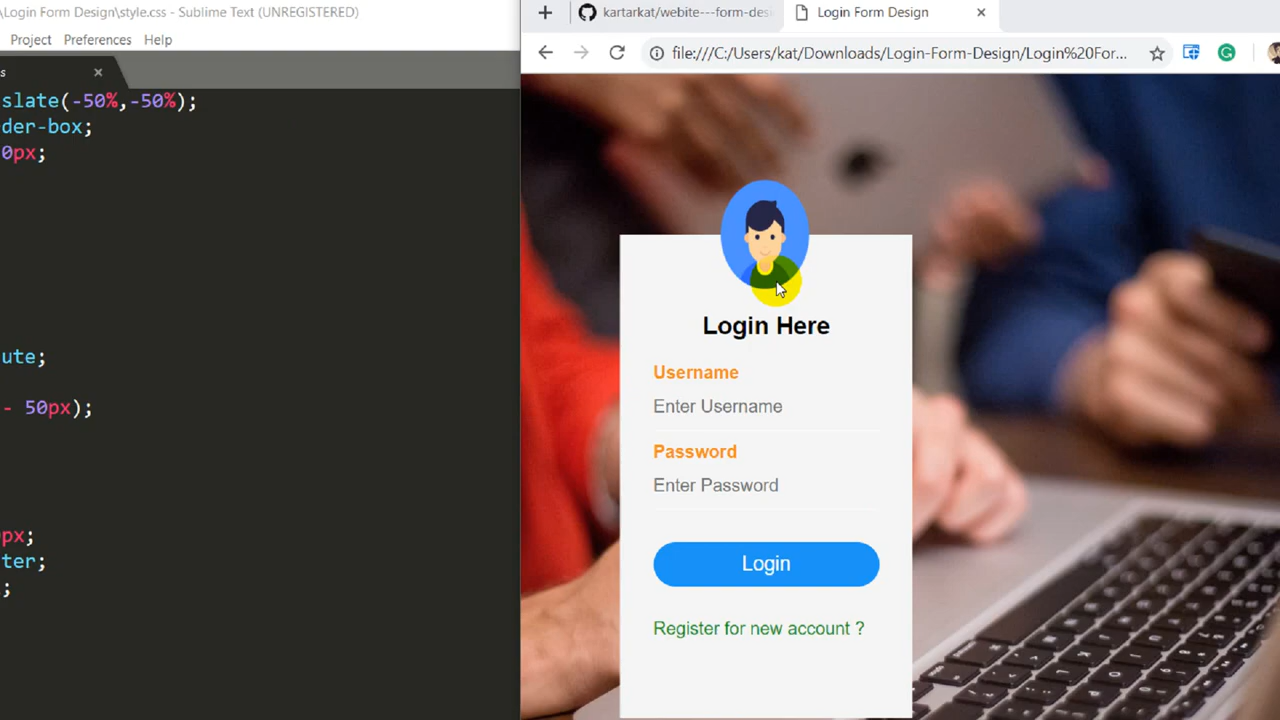 \Login Form Design\style.css - Sublime Text (UNREGISTERED)
Project Preferences Help
s
slate(-50%,-50%);
der-box;
0px;
ute;
- 50px);
px;
ter;
;
kartarkat/webite---form-des
Login Form Design
file:///C:/Users/kat/Downloads/Login-Form-Design/Login%20For...
Login Here
Username
Enter Username
Password
Enter Password
Login
Register for new account ?